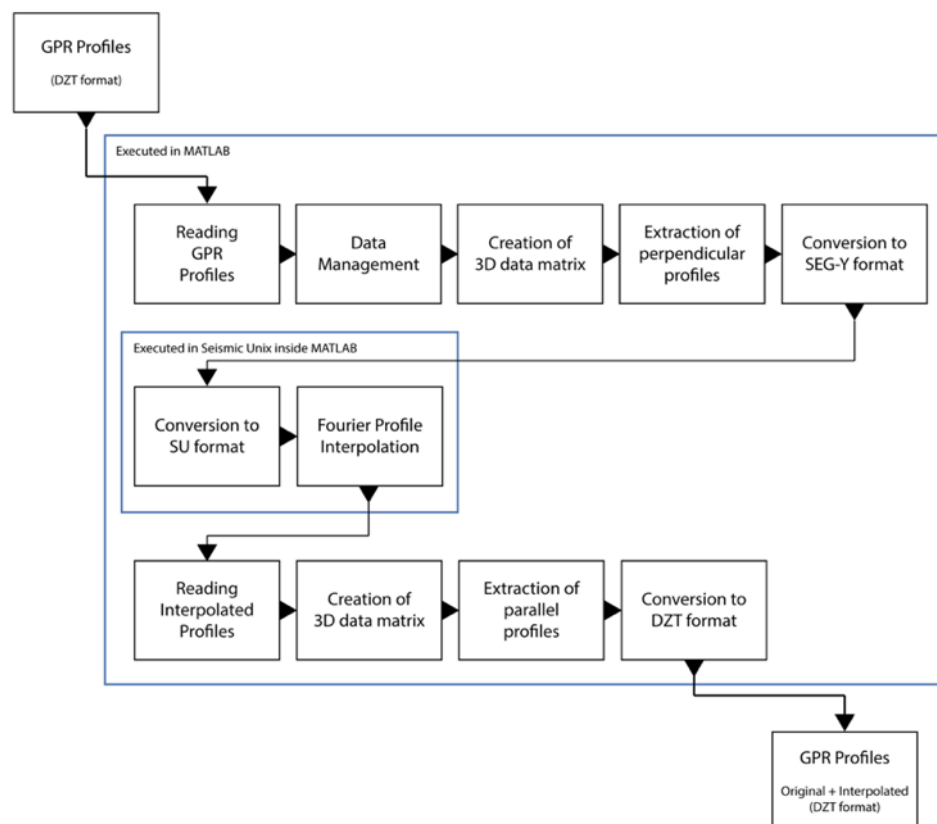 GPR Profiles
(DZT format)
Executed in MATLAB
Reading
GPR
Profiles
Data
Management
Creation of
3D data matrix
Extraction of
perpendicular
profiles
Conversion to
SEG-Y format
Executed in Seismic Unix inside MATLAB
Conversion to
SU format
Fourier Profile
Interpolation
Reading
Interpolated
Profiles
Creation of
3D data matrix
Extraction of
parallel
profiles
Conversion to
DZT format
GPR Profiles
Original + Interpolated
(DZT format)